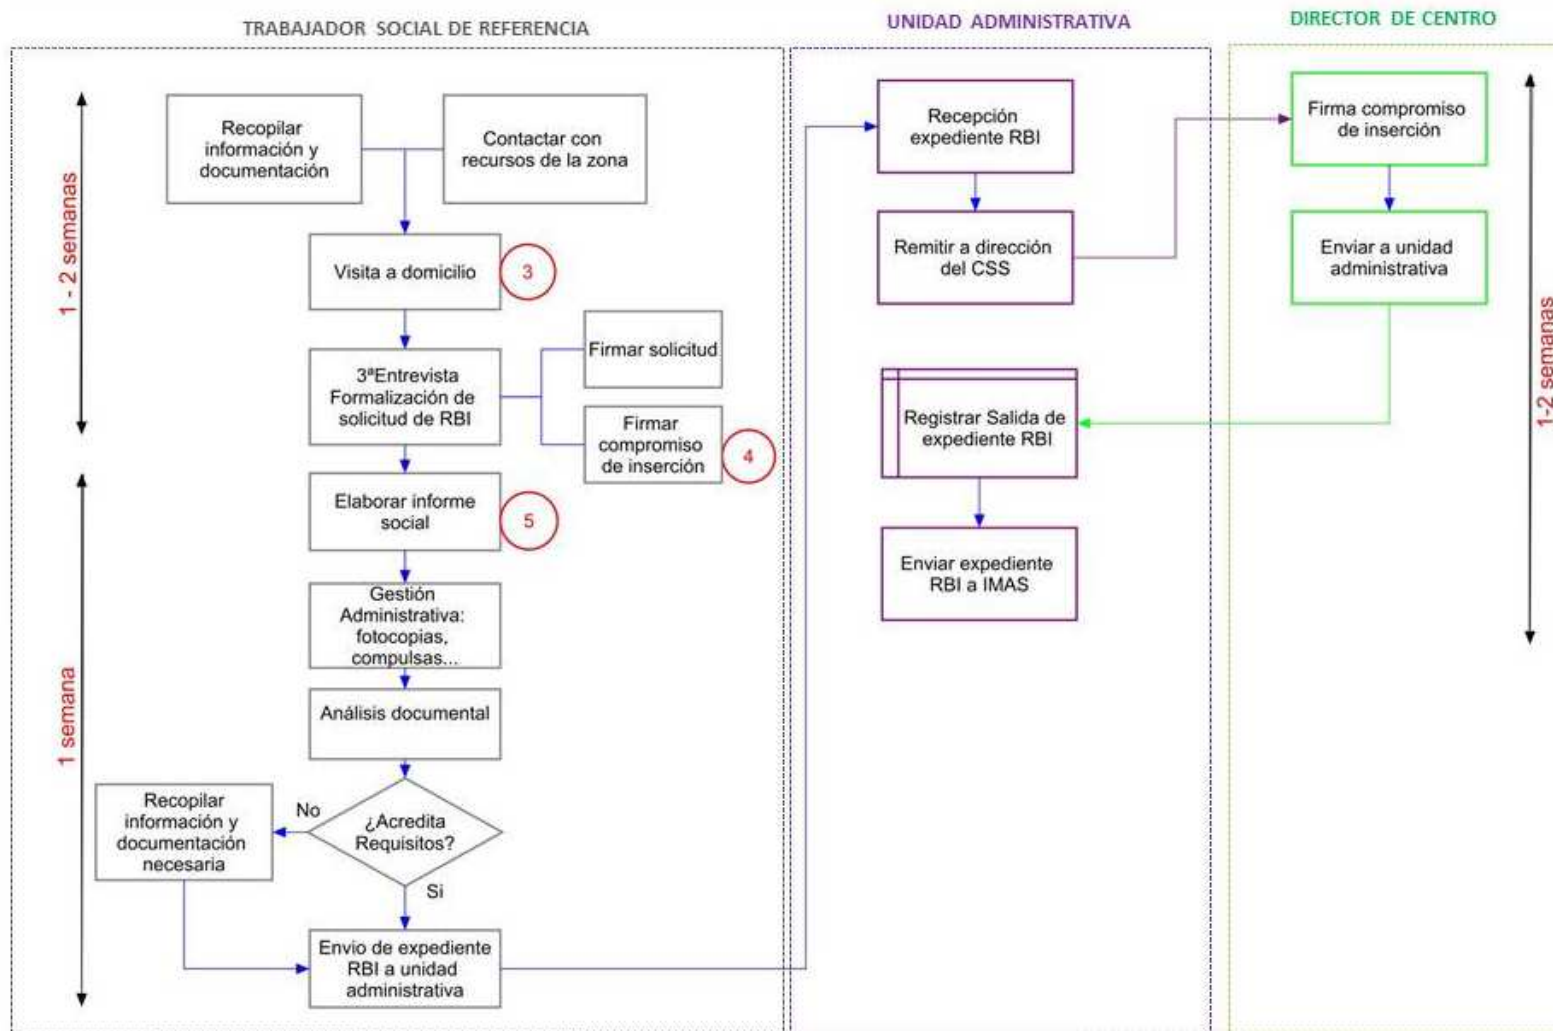 TRABAJADOR SOCIAL DE REFERENCIA
UNIDAD ADMINISTRATIVA
DIRECTOR DE CENTRO
1 - 2 semanas
Recopilar
información y
documentación
Contactar con
recursos de la zona
Visita a domicilio
3
3ªEntrevista
Formalización de
solicitud de RBI
Firmar solicitud
Firmar
compromiso
de inserción
4
1 semana
Elaborar informe
social
5
Gestión
Administrativa:
fotocopias,
compulsas...
Análisis documental
¿Acredita
Requisitos?
No
Si
Recopilar
información y
documentación
necesaria
Envio de expediente
RBI a unidad
administrativa
Recepción
expediente RBI
Remitir a dirección
del CSS
Registrar Salida de
expediente RBI
Enviar expediente
RBI a IMAS
Firma compromiso
de inserción
Enviar a unidad
administrativa
1-2 semanas